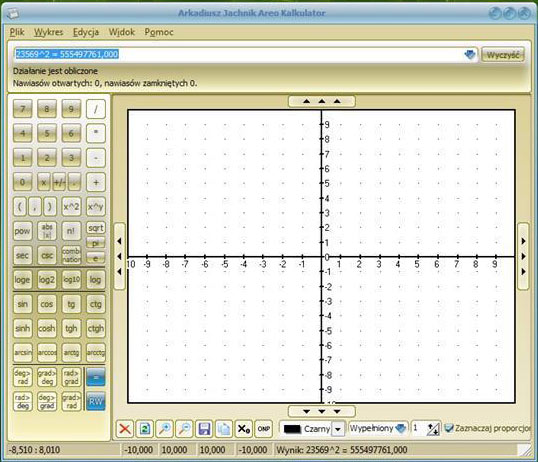 Arkadiusz Jachnik Areo Kalkulator
Plik Wykres Edycja Widok Pomoc
23569^2 = 555497761,000
Wyczyść
Działanie jest obliczone
Nawiasów otwartych: 0, nawiasów zamkniętych 0.
7 8 9 /
4 5 6 *
1 2 3 -
0 x +/- . +
( , ) x^2 x^y
pow abs |x| n! sqrt pi
sec csc combi nation e
loge log2 log10 log
sin cos tg ctg
sinh cosh tgh ctgh
arcsin arccos arctg arcctg
deg> rad grad> deg rad> grad =
rad> deg deg> grad grad> rad RW
9
8
7
6
5
4
3
2
1
10 -9 -8 -7 -6 -5 -4 -3 -2 -1 0 1 2 3 4 5 6 7 8 9
-1
-2
-3
-4
-5
-6
-7
-8
-9
-10
X₀ ONP Czarny Wypełniony 1 Zaznaczaj proporcjon
-8,510 : 8,010 -10,000 10,000 10,000 -10,000 Wynik: 23569^2 = 555497761,000